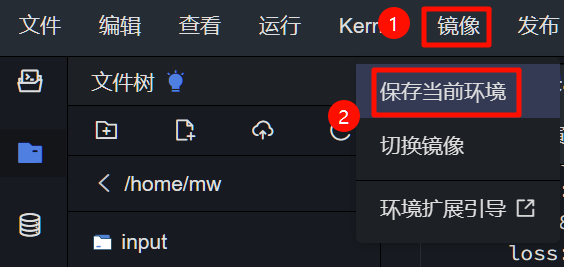 文件 编辑 查看 运行 Kern 1 镜像 发布
文件树 保存当前环境
2
切换镜像
/home/mw
环境扩展引导
input
loss: